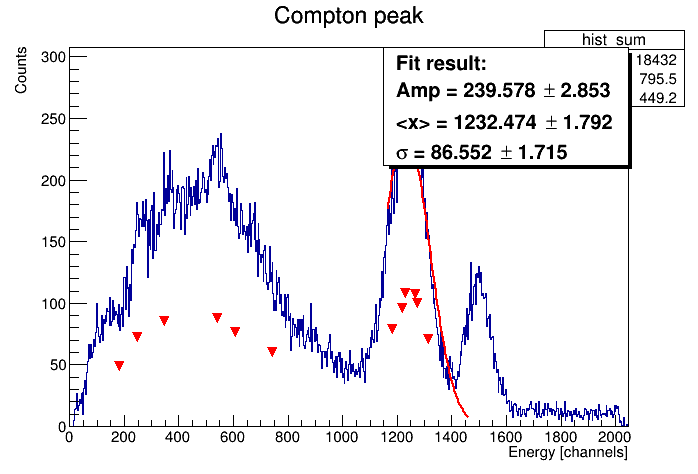 Compton peak
hist_sum
18432
795.5
449.2
Fit result:
Amp = 239.578 ± 2.853
<x> = 1232.474 ± 1.792
σ = 86.552 ± 1.715
Counts
300
250
200
150
100
50
0
0 200 400 600 800 1000 1200 1400 1600 1800 2000
Energy [channels]